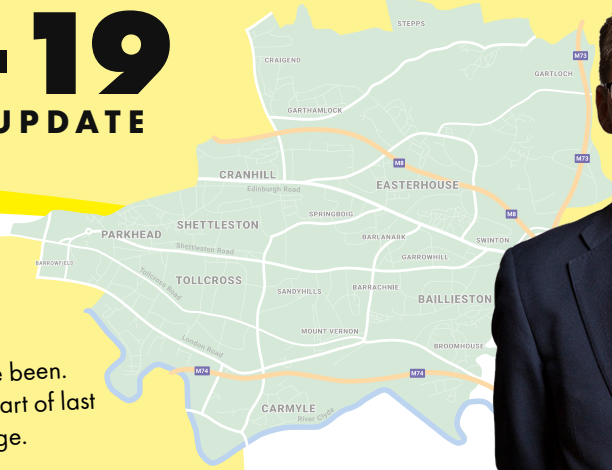 -19
UPDATE
STEPPS
M73
CRAIGEND
GARTLOCH
GARTHAMLOCK
M73
M8
CRANHILL
EASTERHOUSE
Edinburgh Road
M8
SPRINGBOIG
SHETTLESTON
PARKHEAD
BARLANARK
SWINTON
Shettleston Road
GARROWHILL
BARROWFIELD
TOLLCROSS
Tollcross Road
SANDYHILLS
BARRACHNIE
BAILLIESTON
MOUNT VERNON
London Road
BROOMHOUSE
M74
M74
CARMYLE
River Clyde
been.
art of last
ge.